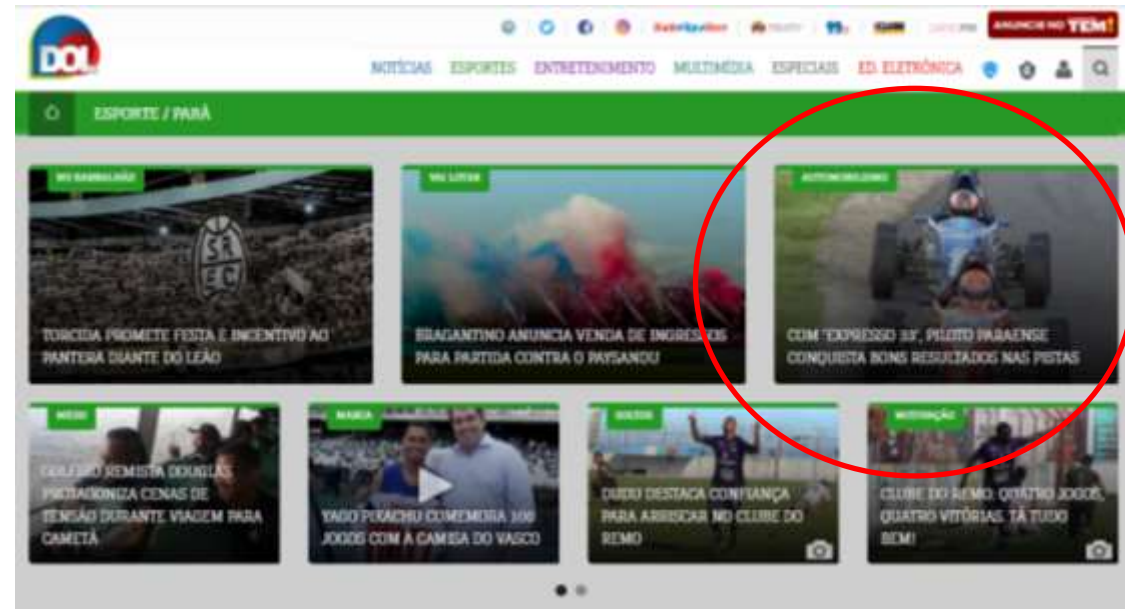 DOL
ANUNCIE NO TEM!
NOTÍCIAS ESPORTES ENTRETENIMENTO MULTIMÍDIA ESPECIAIS ED. ELETRÔNICA
ESPORTE / PARÁ
VAI LOTAR
AUTOMOBILISMO
SREC
TORCIDA PROMETE FESTA E INCENTIVO AO
PANTERA DIANTE DO LEÃO
BRAGANTINO ANUNCIA VENDA DE INGRESSOS
PARA PARTIDA CONTRA O PAYSANDU
COM "EXPRESSO 33", PILOTO PARAENSE
CONQUISTA BONS RESULTADOS NAS PISTAS
MEDO
MARCA
MOTIVAÇÃO
GOLEIRO REMISTA DOUGLAS
PROTAGONIZA CENAS DE
TENSÃO DURANTE VIAGEM PARA
CAMETÁ
YAGO PIKACHU COMEMORA 100
JOGOS COM A CAMISA DO VASCO
DUDU DESTACA CONFIANÇA
PARA ARRISCAR NO CLUBE DO
REMO
CLUBE DO REMO: QUATRO JOGOS,
QUATRO VITÓRIAS. TÁ TUDO
BEM!